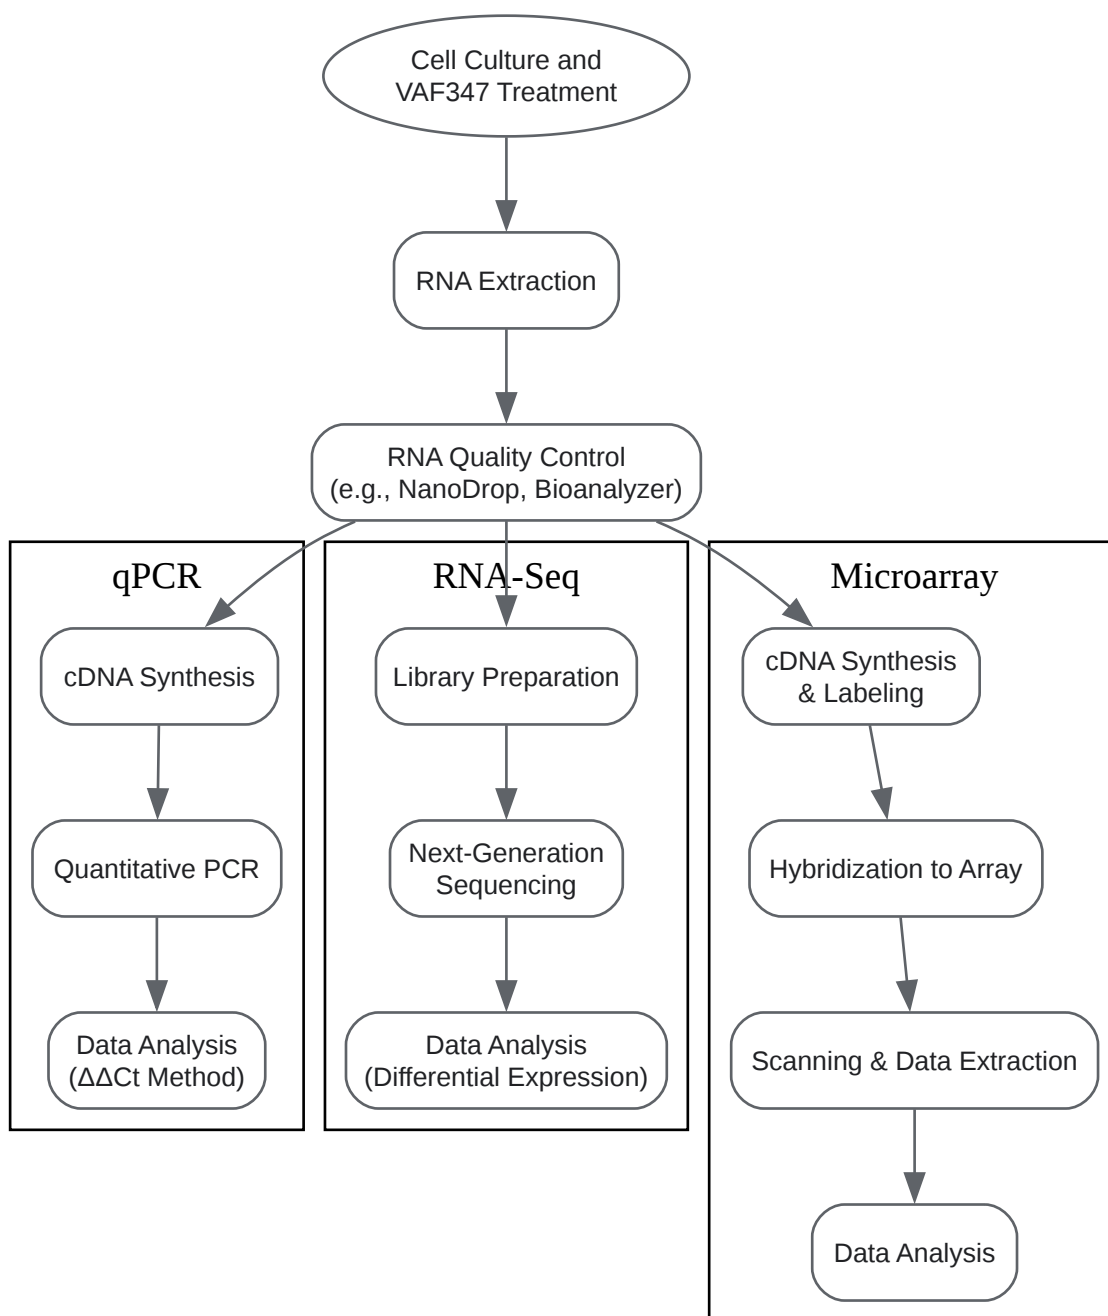 Cell Culture and
VAF347 Treatment
RNA Extraction
RNA Quality Control
(e.g., NanoDrop, Bioanalyzer)
qPCR
cDNA Synthesis
Quantitative PCR
Data Analysis
(ΔΔCt Method)
RNA-Seq
Library Preparation
Next-Generation
Sequencing
Data Analysis
(Differential Expression)
Microarray
cDNA Synthesis
& Labeling
Hybridization to Array
Scanning & Data Extraction
Data Analysis